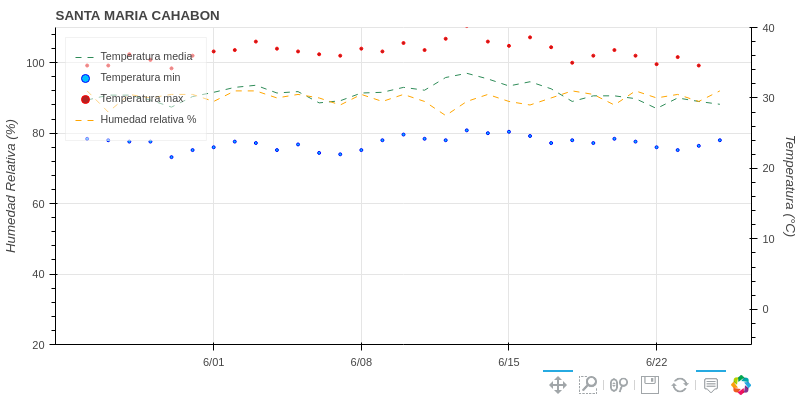 SANTA MARIA CAHABON
Temperatura media
Temperatura min
Temperatura max
Humedad relativa %
Humedad Relativa (%)
100
80
60
40
20
Temperatura (°C)
40
30
20
10
0
6/01
6/08
6/15
6/22